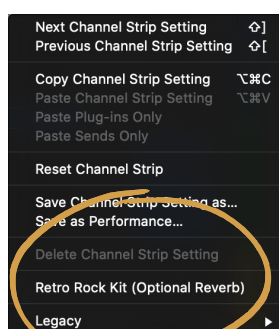 Next Channel Strip Setting ⇧]
Previous Channel Strip Setting ⇧[
Copy Channel Strip Setting ⌥⌘C
Paste Channel Strip Setting ⌥⌘V
Paste Plug-ins Only
Paste Sends Only
Reset Channel Strip
Save Channel Strip Setting as...
Save as Performance...
Delete Channel Strip Setting
Retro Rock Kit (Optional Reverb)
Legacy